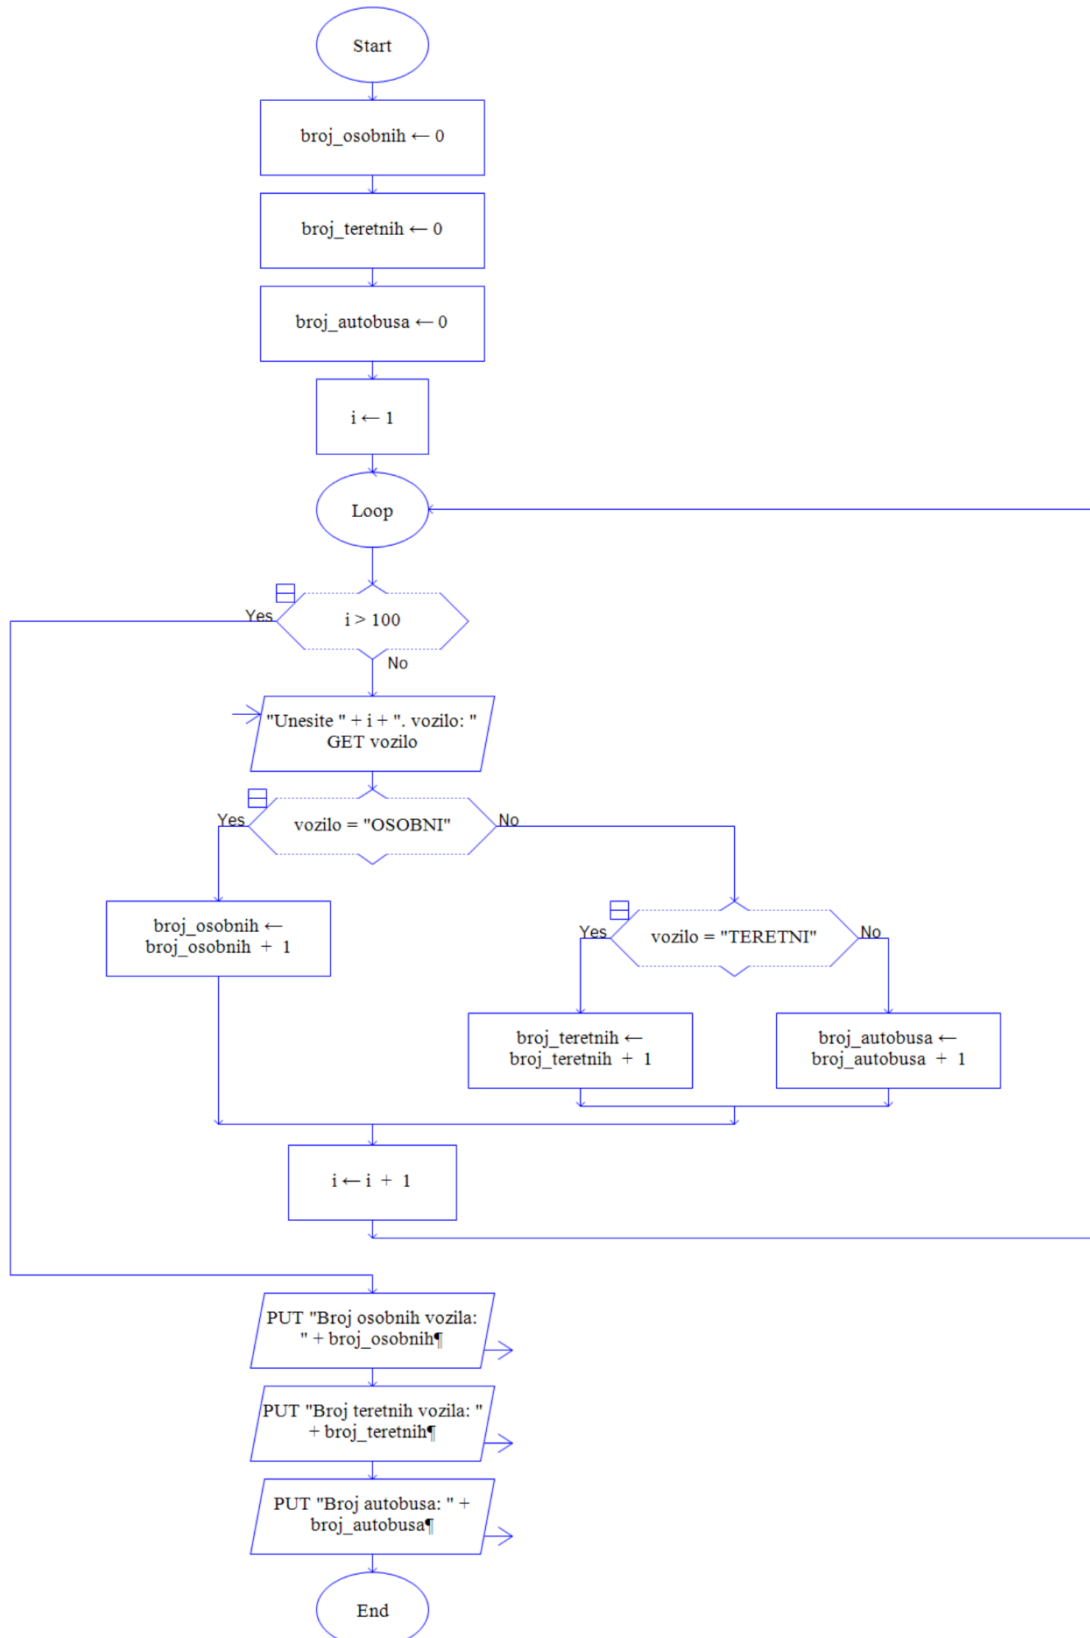 Start
broj_osobnih ← 0
broj_teretnih ← 0
broj_autobusa ← 0
i ← 1
Loop
i > 100
Yes
No
"Unesite " + i + ". vozilo: "
GET vozilo
vozilo = "OSOBNI"
Yes
No
broj_osobnih ←
broj_osobnih + 1
vozilo = "TERETNI"
Yes
No
broj_teretnih ←
broj_teretnih + 1
broj_autobusa ←
broj_autobusa + 1
i ← i + 1
PUT "Broj osobnih vozila:
" + broj_osobnih¶
PUT "Broj teretnih vozila: "
+ broj_teretnih¶
PUT "Broj autobusa: " +
broj_autobusa¶
End